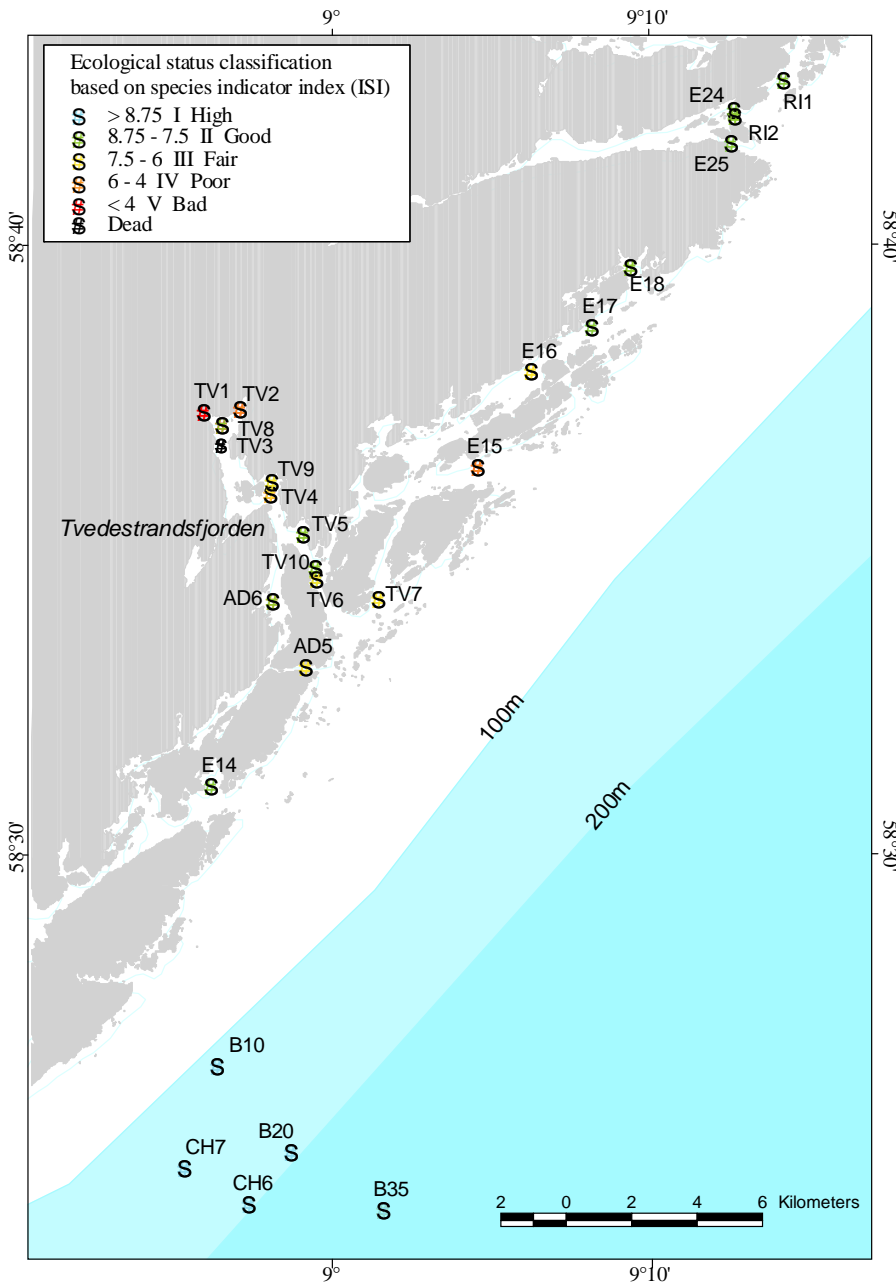 9°
9°10'
Ecological status classification
based on species indicator index (ISI)
S > 8.75 I High
S 8.75 - 7.5 II Good
S 7.5 - 6 III Fair
S 6 - 4 IV Poor
S < 4 V Bad
S Dead
E24
S
RI1
S
S
RI2
S
E25
58°40'
58°40'
S
E18
E17
S
E16
S
TV1
TV2
S
S
S
TV8
S
TV3
E15
S
TV9
S
S
TV4
Tvedestrandsfjorden
TV5
S
TV10
S
S
TV6
AD6
S
S
TV7
AD5
S
100m
E14
S
200m
58°30'
58°30'
B10
S
B20
S
CH7
S
CH6
S
B35
S
2 0 2 4 6 Kilometers
9°
9°10'